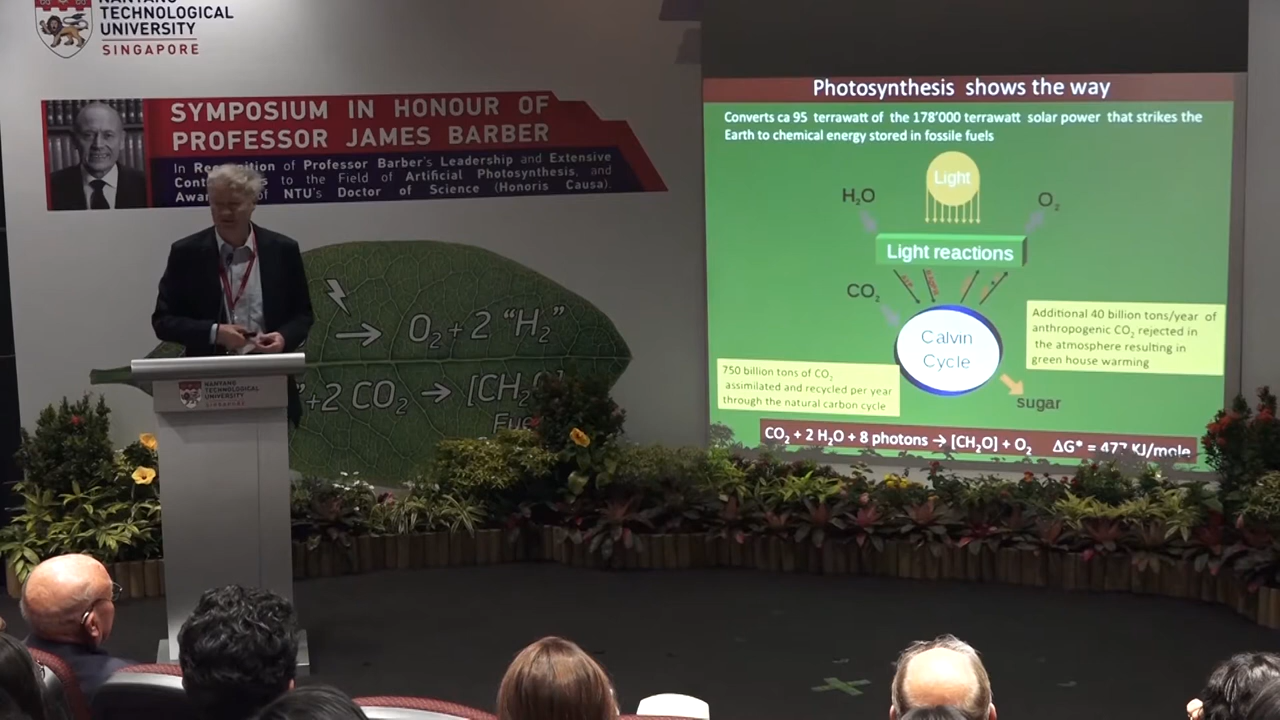 NANYANG
TECHNOLOGICAL
UNIVERSITY
SINGAPORE
SYMPOSIUM IN HONOUR OF
PROFESSOR JAMES BARBER
In of Professor Barber's Leadership and Extensive
to the Field of Artificial Photosynthesis, and
of NTU's Doctor of Science (Honoris Causa).
→ O₂ + 2 "H₂"
" +2 CO₂ → [CH₂O]
NANYANG
TECHNOLOGICAL
UNIVERSITY
SINGAPORE
Photosynthesis shows the way
Converts ca 95 terrawatt of the 178'000 terrawatt solar power that strikes the
Earth to chemical energy stored in fossile fuels
Light
H₂O
O₂
Light reactions
CO₂
Calvin
Cycle
Additional 40 billion tons/year of
anthropogenic CO₂ rejected in
the atmosphere resulting in
green house warming
750 billion tons of CO₂
assimilated and recycled per year
through the natural carbon cycle
sugar
CO₂ + 2 H₂O + 8 photons → [CH₂O] + O₂ ΔG° = 477 KJ/mole